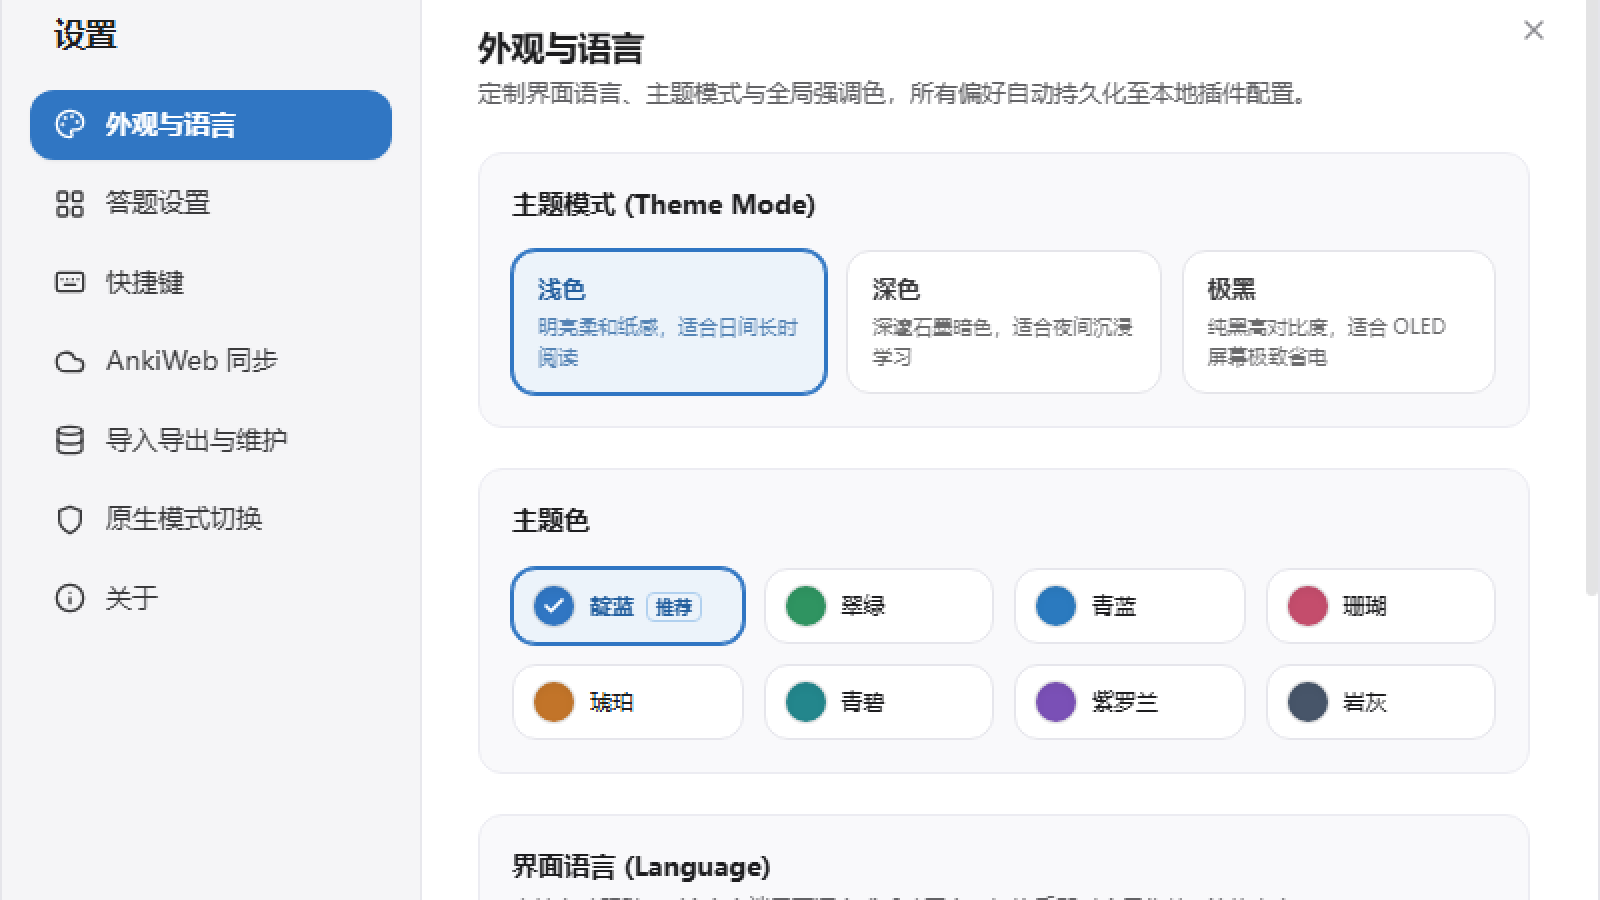 设置
外观与语言
答题设置
快捷键
AnkiWeb 同步
导入导出与维护
原生模式切换
关于
外观与语言
定制界面语言、主题模式与全局强调色，所有偏好自动持久化至本地插件配置。
主题模式 (Theme Mode)
浅色
明亮柔和纸感，适合日间长时
阅读
深色
深邃石墨暗色，适合夜间沉浸
学习
极黑
纯黑高对比度，适合 OLED
屏幕极致省电
主题色
靛蓝 推荐
翠绿
青蓝
珊瑚
琥珀
青碧
紫罗兰
岩灰
界面语言 (Language)